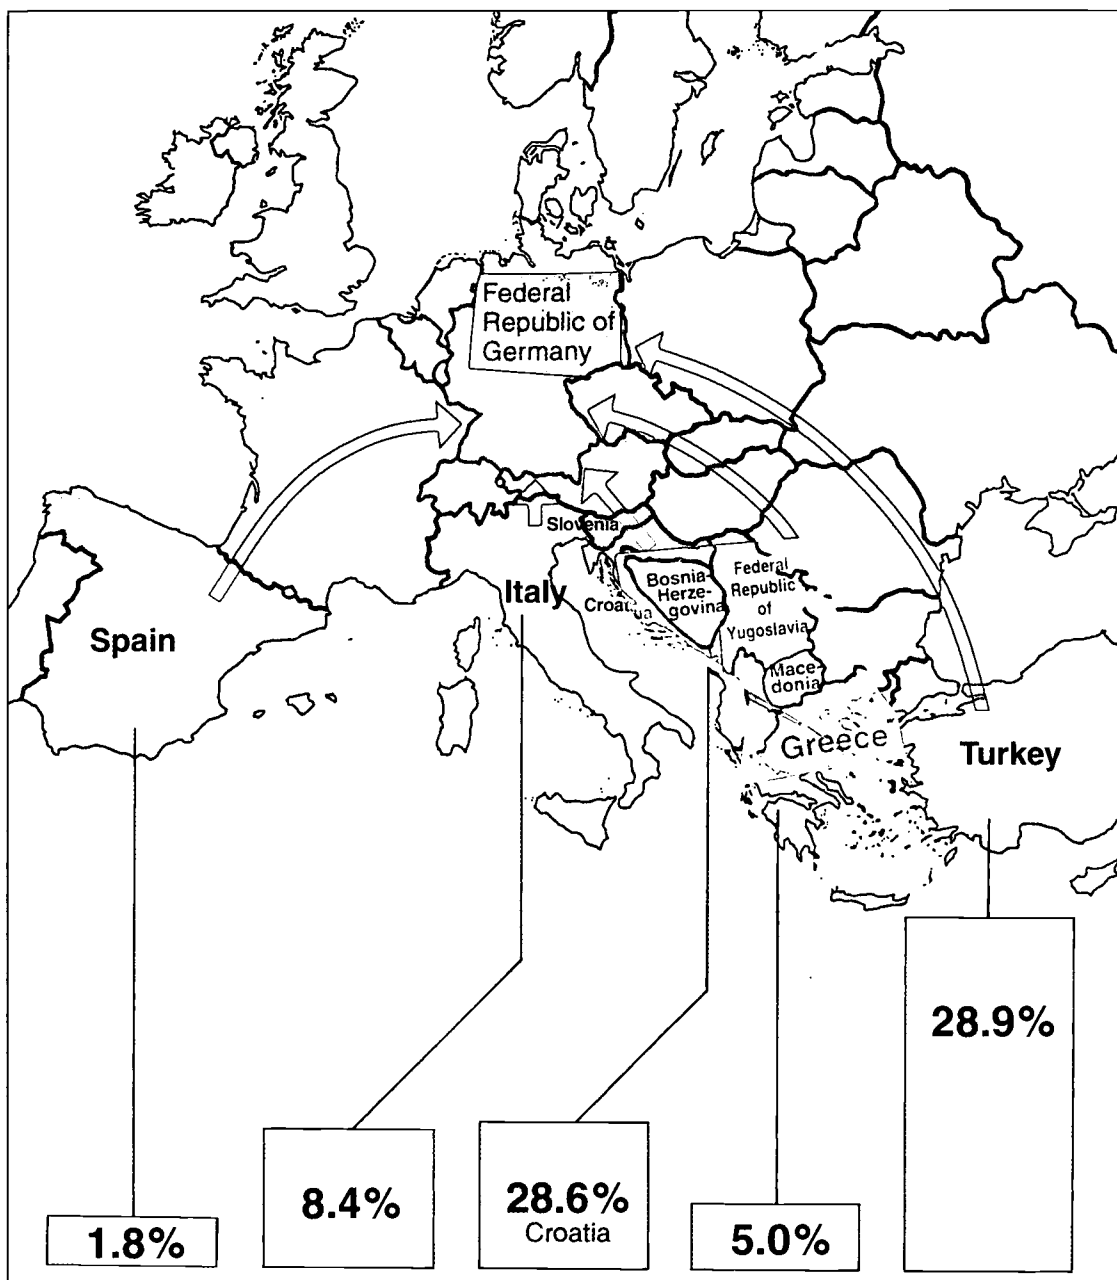 Federal
Republic of
Germany
Slovenia
Italy
Croatia
Bosnia-
Herze-
govina
Federal
Republic
of
Yugoslavia
Mace-
donia
Spain
Greece
Turkey
28.9%
8.4%
28.6%
Croatia
1.8%
5.0%